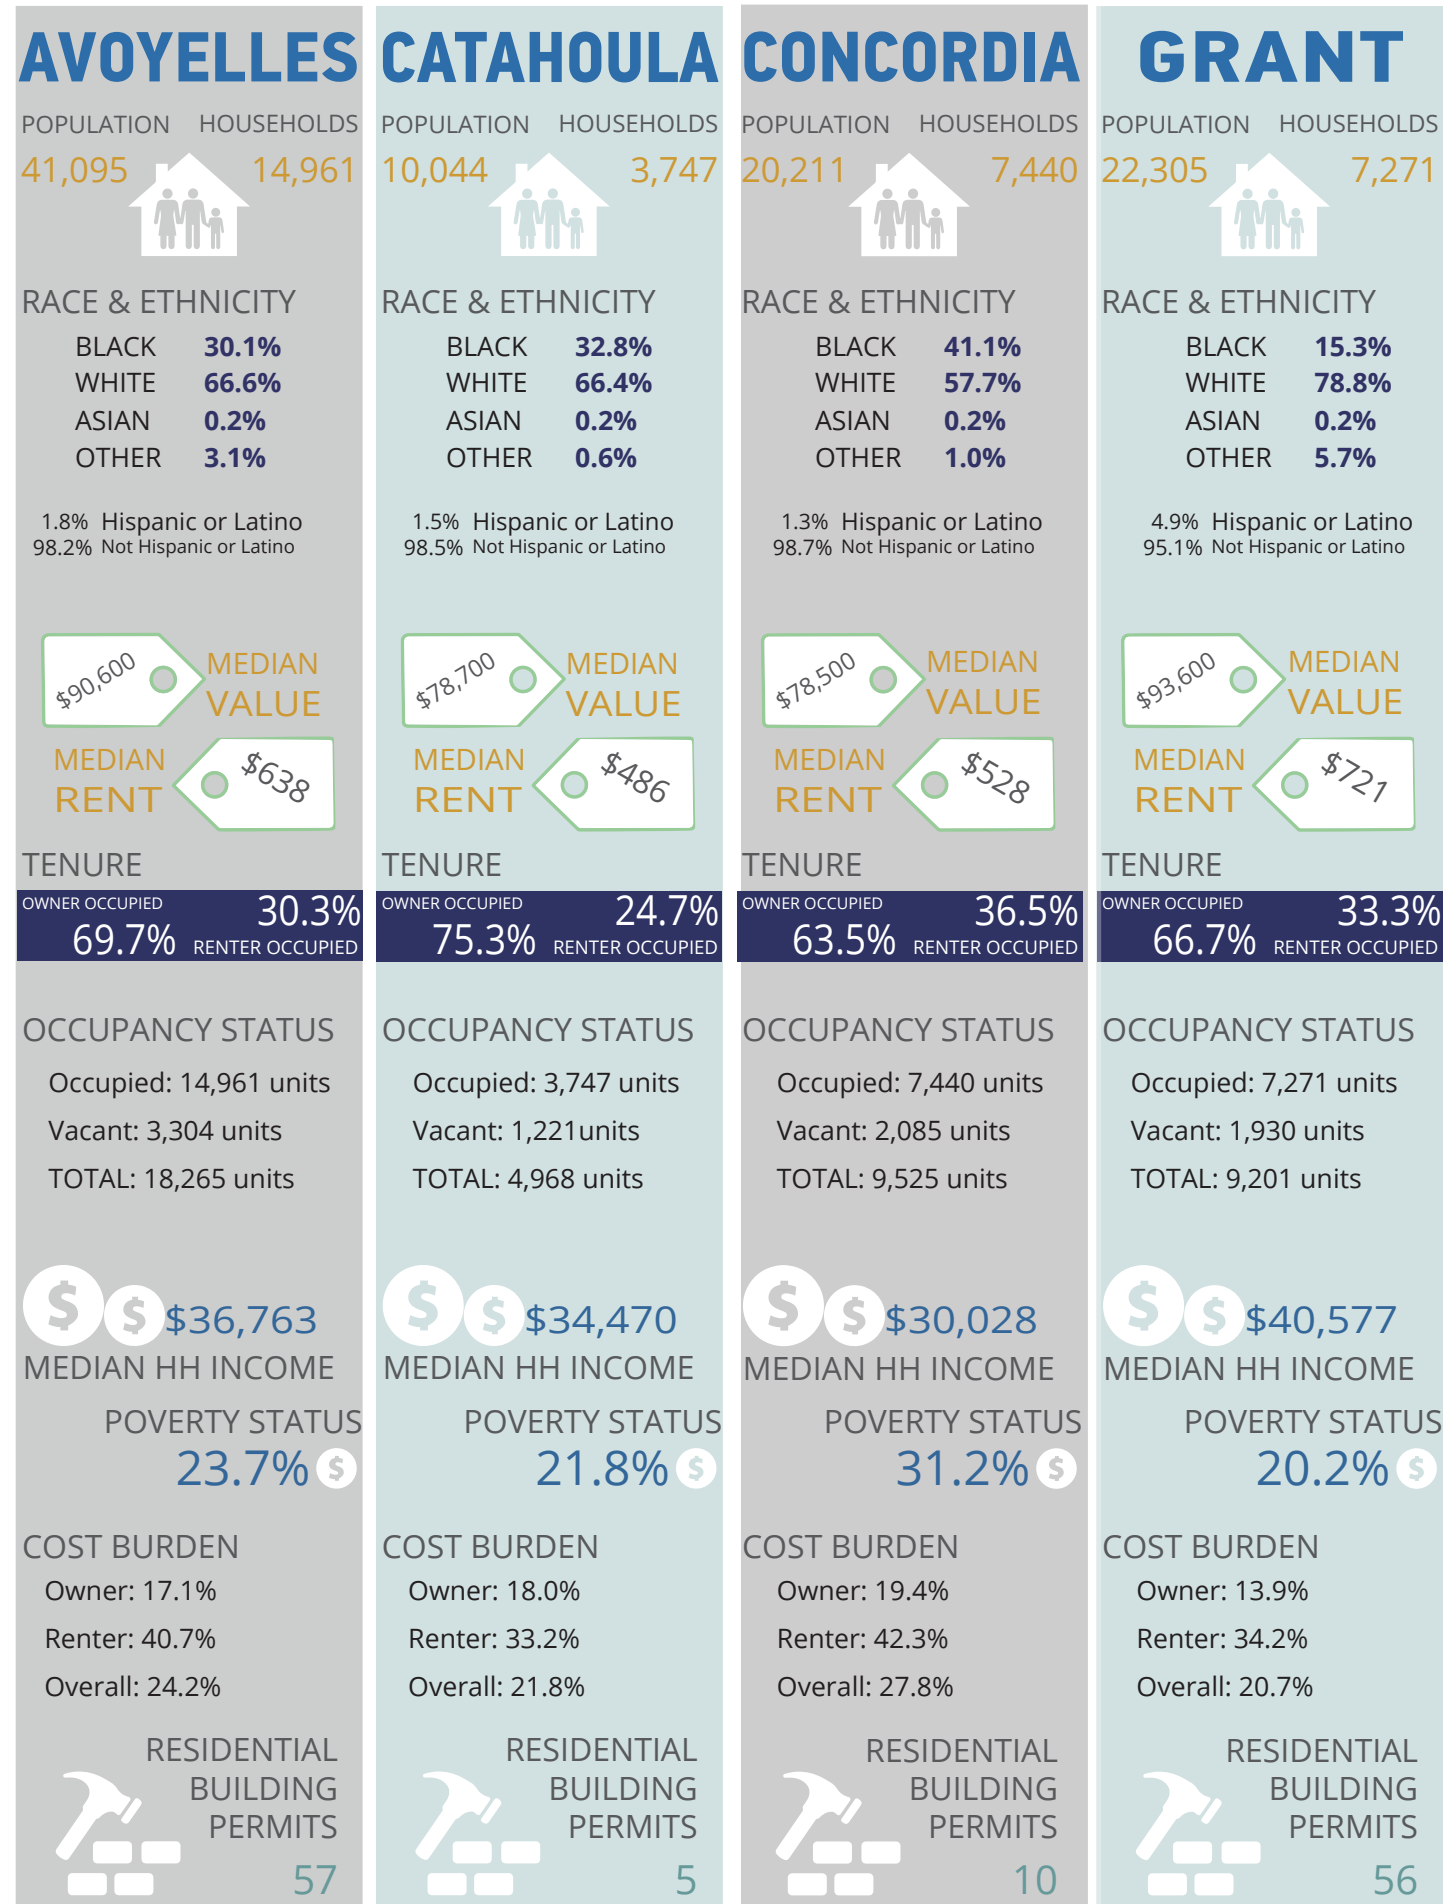 AVOYELLES
POPULATION HOUSEHOLDS
41,095 14,961
RACE & ETHNICITY
BLACK 30.1%
WHITE 66.6%
ASIAN 0.2%
OTHER 3.1%
1.8% Hispanic or Latino
98.2% Not Hispanic or Latino
$90,600 MEDIAN
VALUE
MEDIAN
RENT $638
TENURE
OWNER OCCUPIED 30.3%
69.7% RENTER OCCUPIED
OCCUPANCY STATUS
Occupied: 14,961 units
Vacant: 3,304 units
TOTAL: 18,265 units
$ $ $36,763
MEDIAN HH INCOME
POVERTY STATUS
23.7% $
COST BURDEN
Owner: 17.1%
Renter: 40.7%
Overall: 24.2%
RESIDENTIAL
BUILDING
PERMITS
57
CATAHOULA
POPULATION HOUSEHOLDS
10,044 3,747
RACE & ETHNICITY
BLACK 32.8%
WHITE 66.4%
ASIAN 0.2%
OTHER 0.6%
1.5% Hispanic or Latino
98.5% Not Hispanic or Latino
$78,700 MEDIAN
VALUE
MEDIAN
RENT $486
TENURE
OWNER OCCUPIED 24.7%
75.3% RENTER OCCUPIED
OCCUPANCY STATUS
Occupied: 3,747 units
Vacant: 1,221units
TOTAL: 4,968 units
$ $ $34,470
MEDIAN HH INCOME
POVERTY STATUS
21.8% $
COST BURDEN
Owner: 18.0%
Renter: 33.2%
Overall: 21.8%
RESIDENTIAL
BUILDING
PERMITS
5
CONCORDIA
POPULATION HOUSEHOLDS
20,211 7,440
RACE & ETHNICITY
BLACK 41.1%
WHITE 57.7%
ASIAN 0.2%
OTHER 1.0%
1.3% Hispanic or Latino
98.7% Not Hispanic or Latino
$78,500 MEDIAN
VALUE
MEDIAN
RENT $528
TENURE
OWNER OCCUPIED 36.5%
63.5% RENTER OCCUPIED
OCCUPANCY STATUS
Occupied: 7,440 units
Vacant: 2,085 units
TOTAL: 9,525 units
$ $ $30,028
MEDIAN HH INCOME
POVERTY STATUS
31.2% $
COST BURDEN
Owner: 19.4%
Renter: 42.3%
Overall: 27.8%
RESIDENTIAL
BUILDING
PERMITS
10
GRANT
POPULATION HOUSEHOLDS
22,305 7,271
RACE & ETHNICITY
BLACK 15.3%
WHITE 78.8%
ASIAN 0.2%
OTHER 5.7%
4.9% Hispanic or Latino
95.1% Not Hispanic or Latino
$93,600 MEDIAN
VALUE
MEDIAN
RENT $721
TENURE
OWNER OCCUPIED 33.3%
66.7% RENTER OCCUPIED
OCCUPANCY STATUS
Occupied: 7,271 units
Vacant: 1,930 units
TOTAL: 9,201 units
$ $ $40,577
MEDIAN HH INCOME
POVERTY STATUS
20.2% $
COST BURDEN
Owner: 13.9%
Renter: 34.2%
Overall: 20.7%
RESIDENTIAL
BUILDING
PERMITS
56